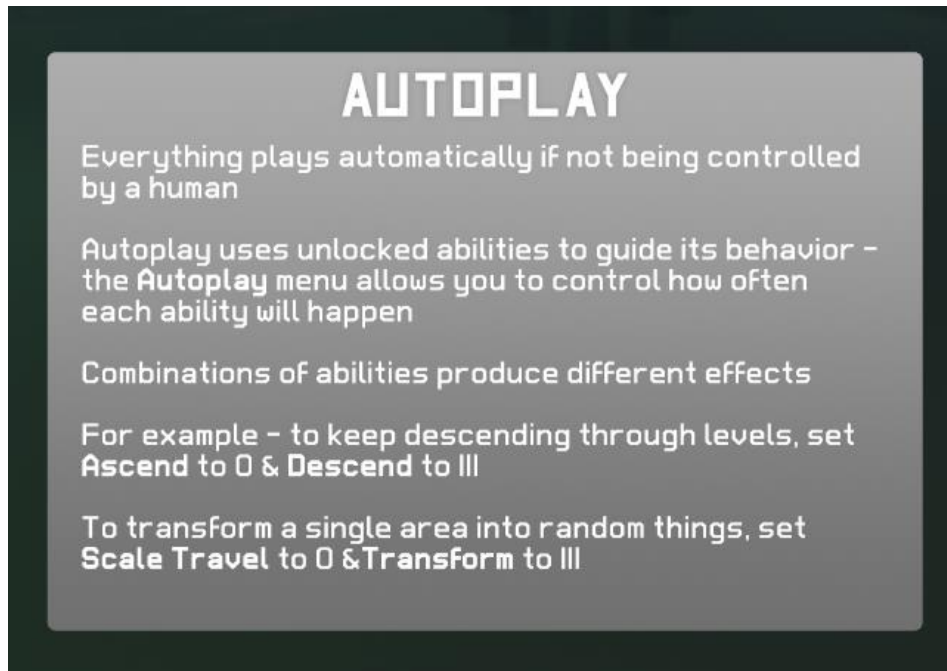 AUTOPLAY
Everything plays automatically if not being controlled
by a human
Autoplay uses unlocked abilities to guide its behavior -
the Autoplay menu allows you to control how often
each ability will happen
Combinations of abilities produce different effects
For example - to keep descending through levels, set
Ascend to 0 & Descend to III
To transform a single area into random things, set
Scale Travel to 0 &Transform to III